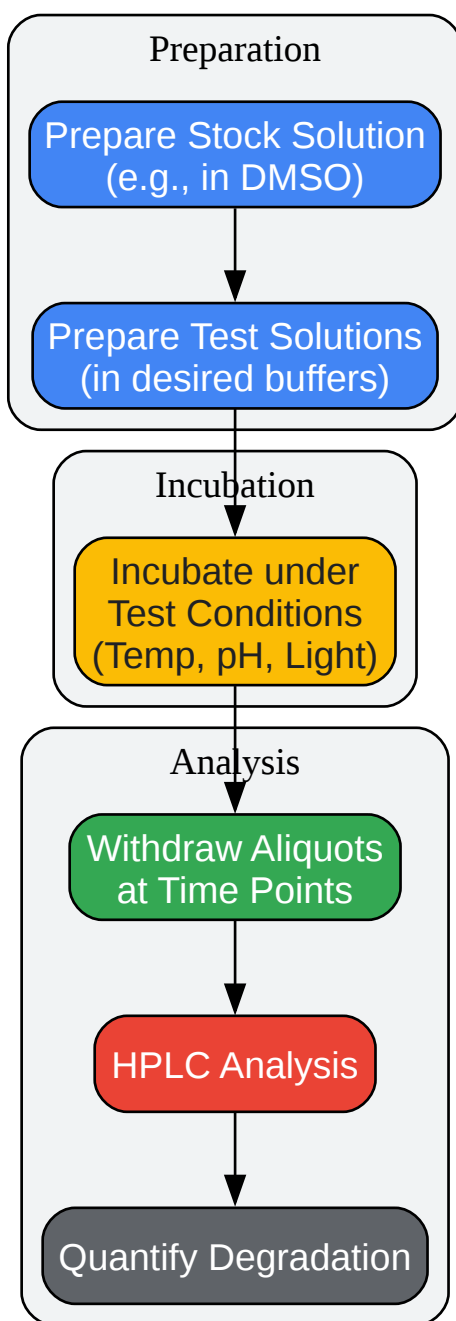 Preparation
Prepare Stock Solution
(e.g., in DMSO)
Prepare Test Solutions
(in desired buffers)
Incubation
Incubate under
Test Conditions
(Temp, pH, Light)
Analysis
Withdraw Aliquots
at Time Points
HPLC Analysis
Quantify Degradation